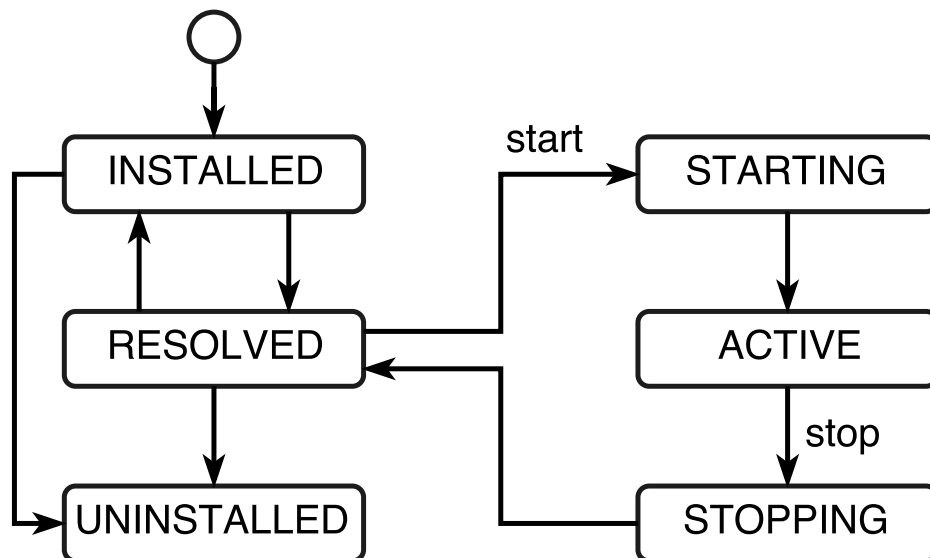 start
INSTALLED
STARTING
RESOLVED
ACTIVE
stop
UNINSTALLED
STOPPING